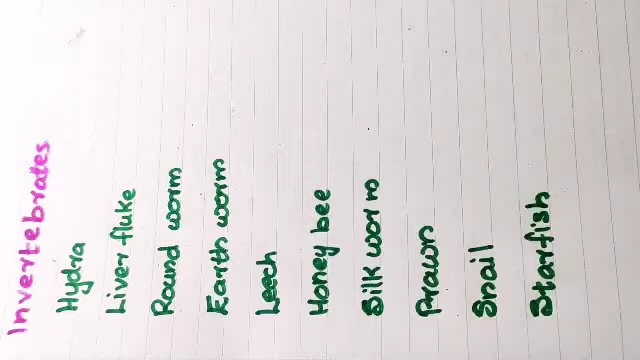 Invertebrates
Hydra
Liver fluke
Round worm
Earth worm
Leech
Honey bee
Silk worm
Prawn
Snail
Starfish